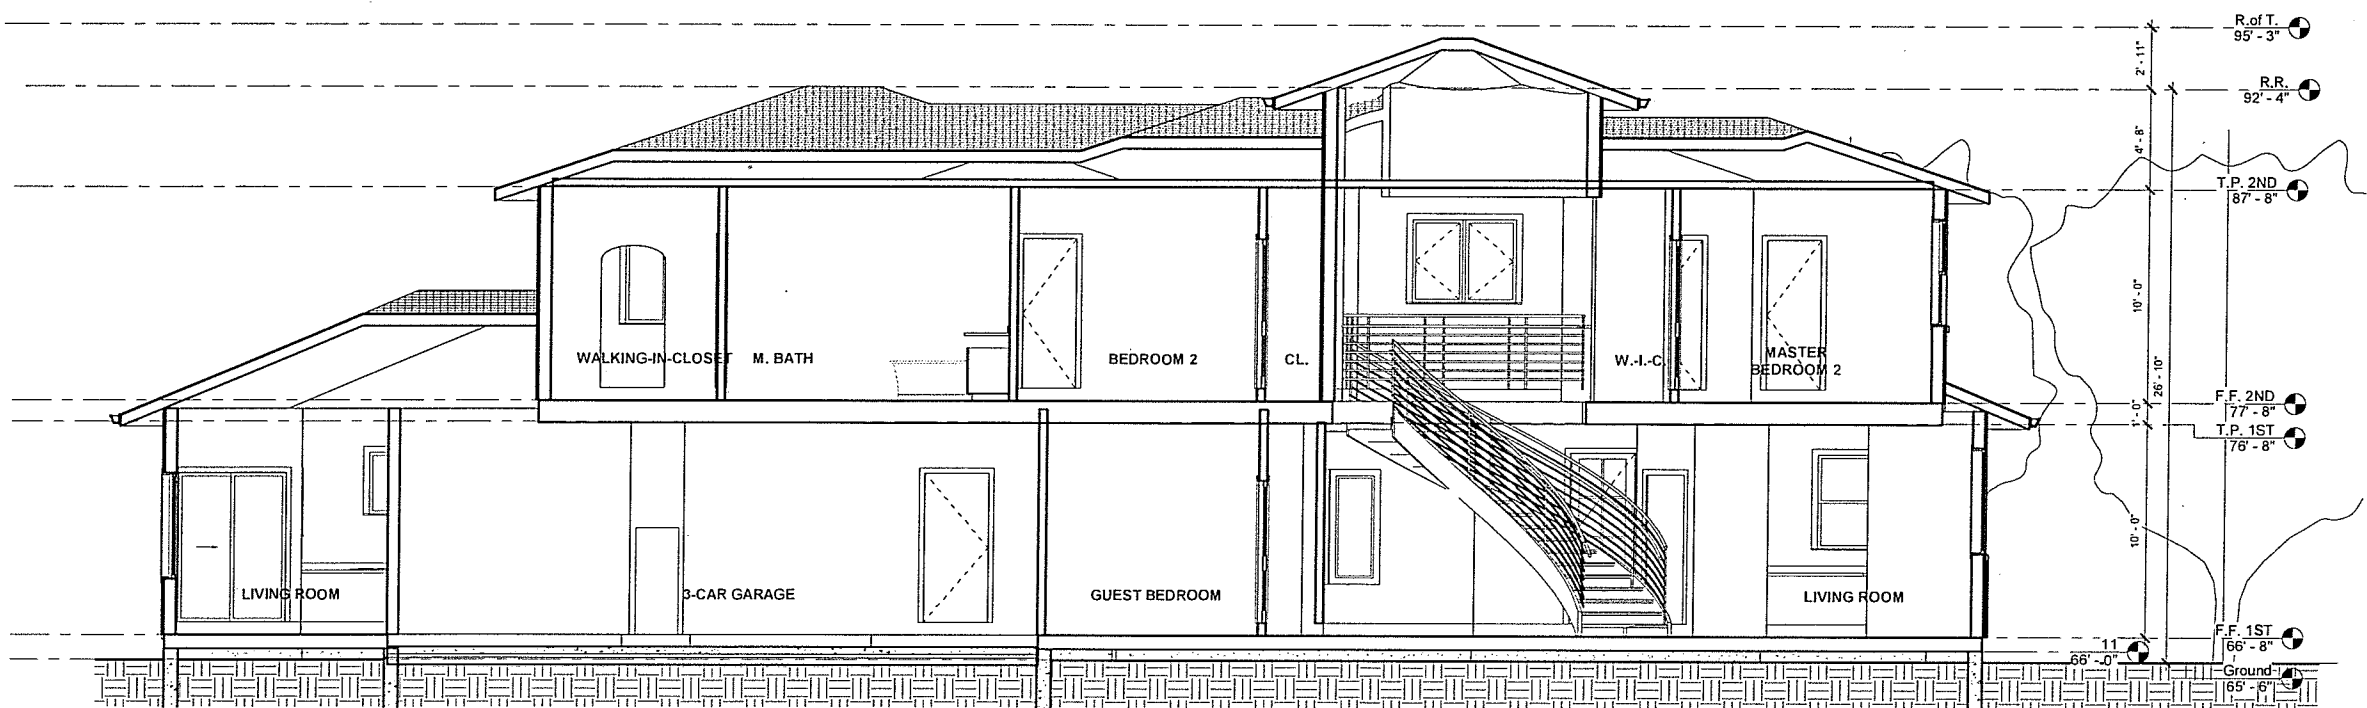 R.of T.
95' - 3"
2' - 11"
R.R.
92' - 4"
4' - 8"
T.P. 2ND
87' - 8"
10' - 0"
WALKING-IN-CLOSET
M. BATH
BEDROOM 2
CL.
W.-I.-C.
MASTER
BEDROOM 2
26' - 10"
F.F. 2ND
77' - 8"
1' - 0"
T.P. 1ST
76' - 8"
10' - 0"
LIVING ROOM
3-CAR GARAGE
GUEST BEDROOM
LIVING ROOM
F.F. 1ST
66' - 8"
11
66' - 0"
Ground
65' - 6"